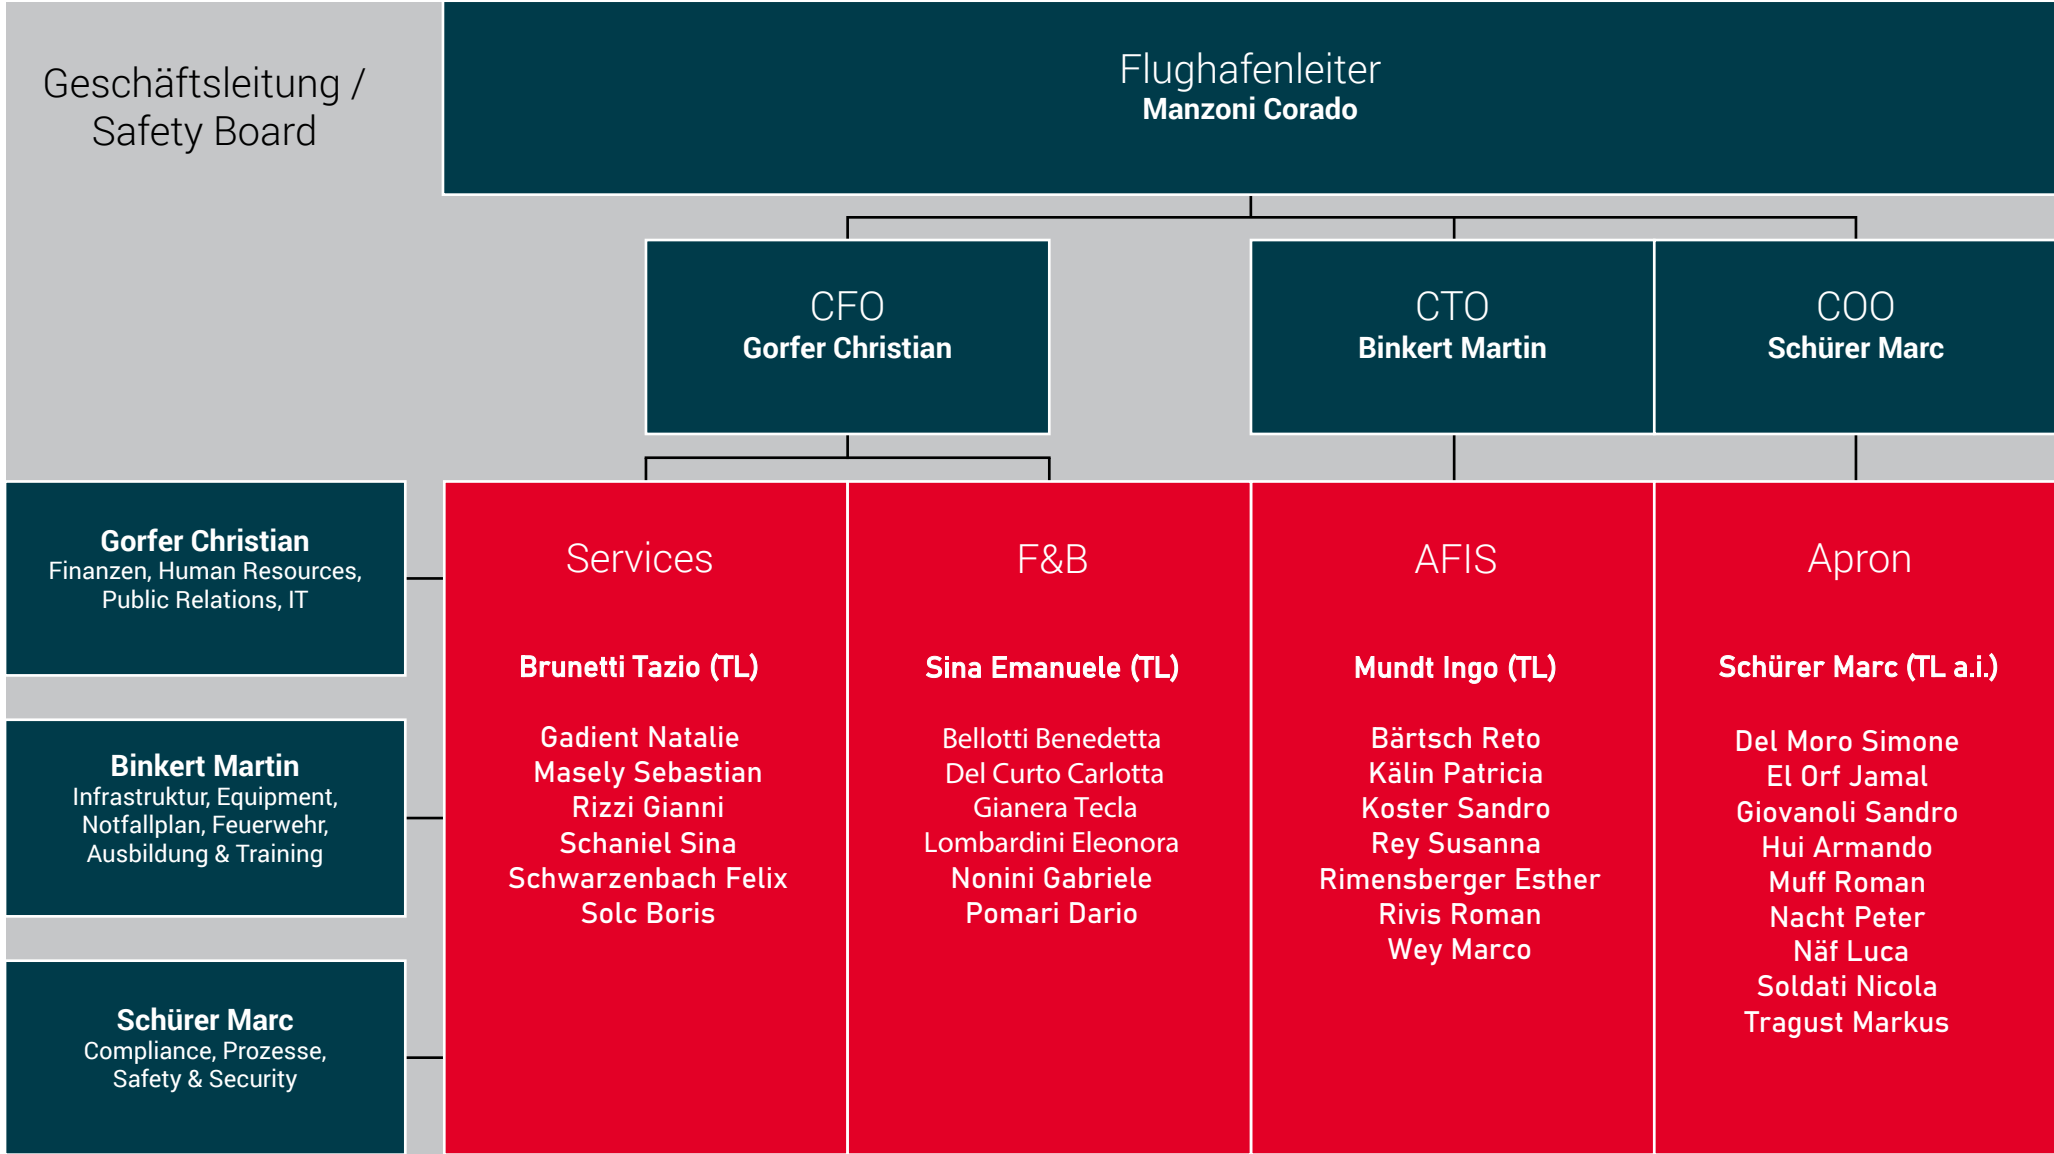 Geschäftsleitung /
Safety Board
Flughafenleiter
Manzoni Corado
CFO
Gorfer Christian
CTO
Binkert Martin
COO
Schürer Marc
Gorfer Christian
Finanzen, Human Resources,
Public Relations, IT
Binkert Martin
Infrastruktur, Equipment,
Notfallplan, Feuerwehr,
Ausbildung & Training
Schürer Marc
Compliance, Prozesse,
Safety & Security
Services
Brunetti Tazio (TL)
Gadient Natalie
Masely Sebastian
Rizzi Gianni
Schaniel Sina
Schwarzenbach Felix
Solc Boris
F&B
Sina Emanuele (TL)
Bellotti Benedetta
Del Curto Carlotta
Gianera Tecla
Lombardini Eleonora
Nonini Gabriele
Pomari Dario
AFIS
Mundt Ingo (TL)
Bärtsch Reto
Kälin Patricia
Koster Sandro
Rey Susanna
Rimensberger Esther
Rivis Roman
Wey Marco
Apron
Schürer Marc (TL a.i.)
Del Moro Simone
El Orf Jamal
Giovanoli Sandro
Hui Armando
Muff Roman
Nacht Peter
Näf Luca
Soldati Nicola
Tragust Markus